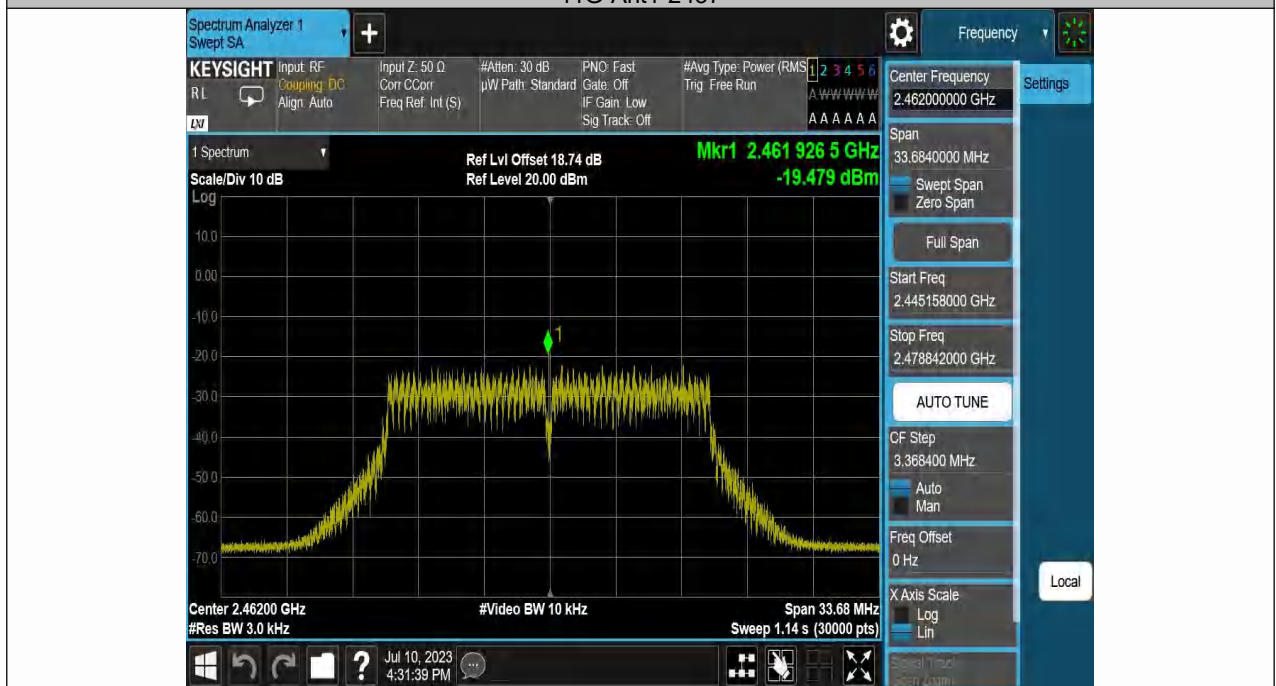 Spectrum Analyzer 1
Swept SA
+
Frequency
KEYSIGHT
RL
LXI
Input: RF
Coupling: DC
Align: Auto
Input Z: 50 Ω
Corr CCorr
Freq Ref: Int (S)
#Atten: 30 dB
µW Path: Standard
PNO: Fast
Gate: Off
IF Gain: Low
Sig Track: Off
#Avg Type: Power (RMS
Trig: Free Run
1 2 3 4 5 6
A W W W W W
A A A A A A
Center Frequency
2.462000000 GHz
Settings
Span
33.6840000 MHz
Swept Span
Zero Span
Full Span
Start Freq
2.445158000 GHz
Stop Freq
2.478842000 GHz
AUTO TUNE
CF Step
3.368400 MHz
Auto
Man
Freq Offset
0 Hz
X Axis Scale
Log
Lin
Local
1 Spectrum
Scale/Div 10 dB
Log
Ref Lvl Offset 18.74 dB
Ref Level 20.00 dBm
Mkr1 2.461 926 5 GHz
-19.479 dBm
10.0
0.00
-10.0
1
-20.0
-30.0
-40.0
-50.0
-60.0
-70.0
Center 2.46200 GHz
#Video BW 10 kHz
Span 33.68 MHz
#Res BW 3.0 kHz
Sweep 1.14 s (30000 pts)
?
Jul 10, 2023
4:31:39 PM